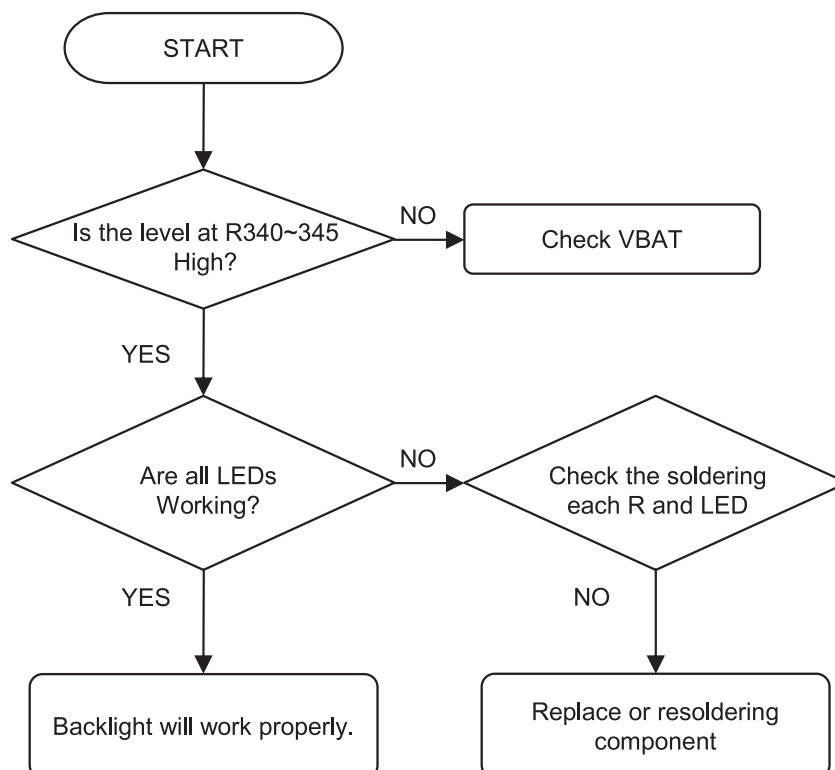 START
Is the level at R340~345
High?
NO
Check VBAT
YES
Are all LEDs
Working?
NO
Check the soldering
each R and LED
YES
NO
Backlight will work properly.
Replace or resoldering
component